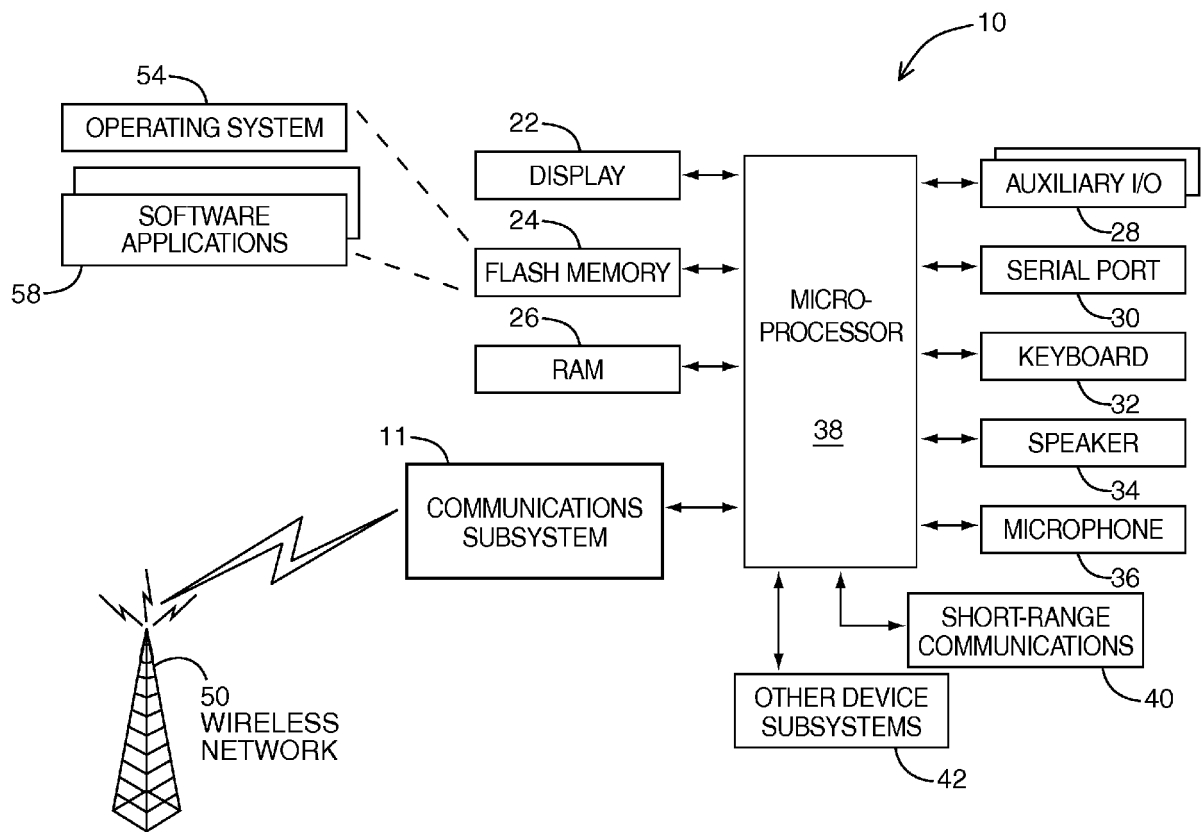 10
54
OPERATING SYSTEM
SOFTWARE
APPLICATIONS
58
22
DISPLAY
24
FLASH MEMORY
26
RAM
11
COMMUNICATIONS
SUBSYSTEM
50
WIRELESS
NETWORK
MICRO-
PROCESSOR
38
AUXILIARY I/O
28
SERIAL PORT
30
KEYBOARD
32
SPEAKER
34
MICROPHONE
36
SHORT-RANGE
COMMUNICATIONS
40
OTHER DEVICE
SUBSYSTEMS
42